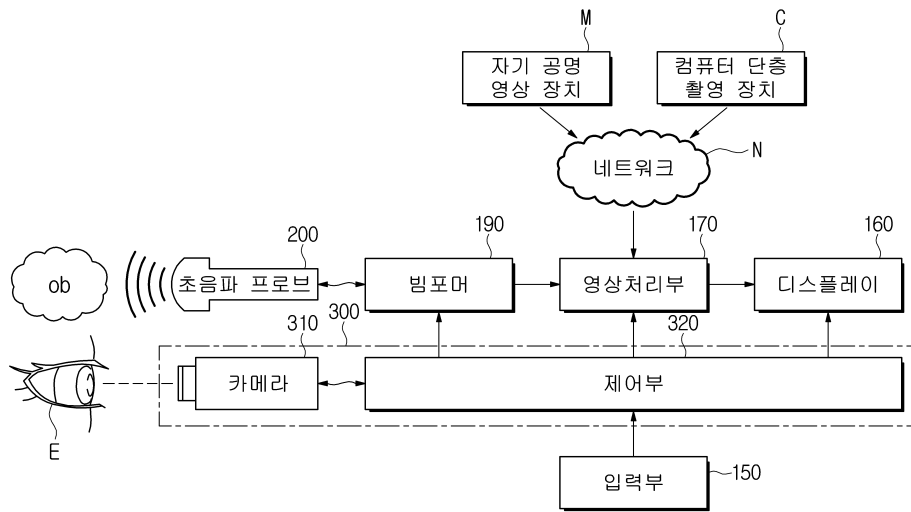 M
C
자기 공명
영상 장치
컴퓨터 단층
촬영 장치
네트워크
N
200
190
170
160
ob
초음파 프로브
빔포머
영상처리부
디스플레이
310
300
320
카메라
제어부
E
입력부
150